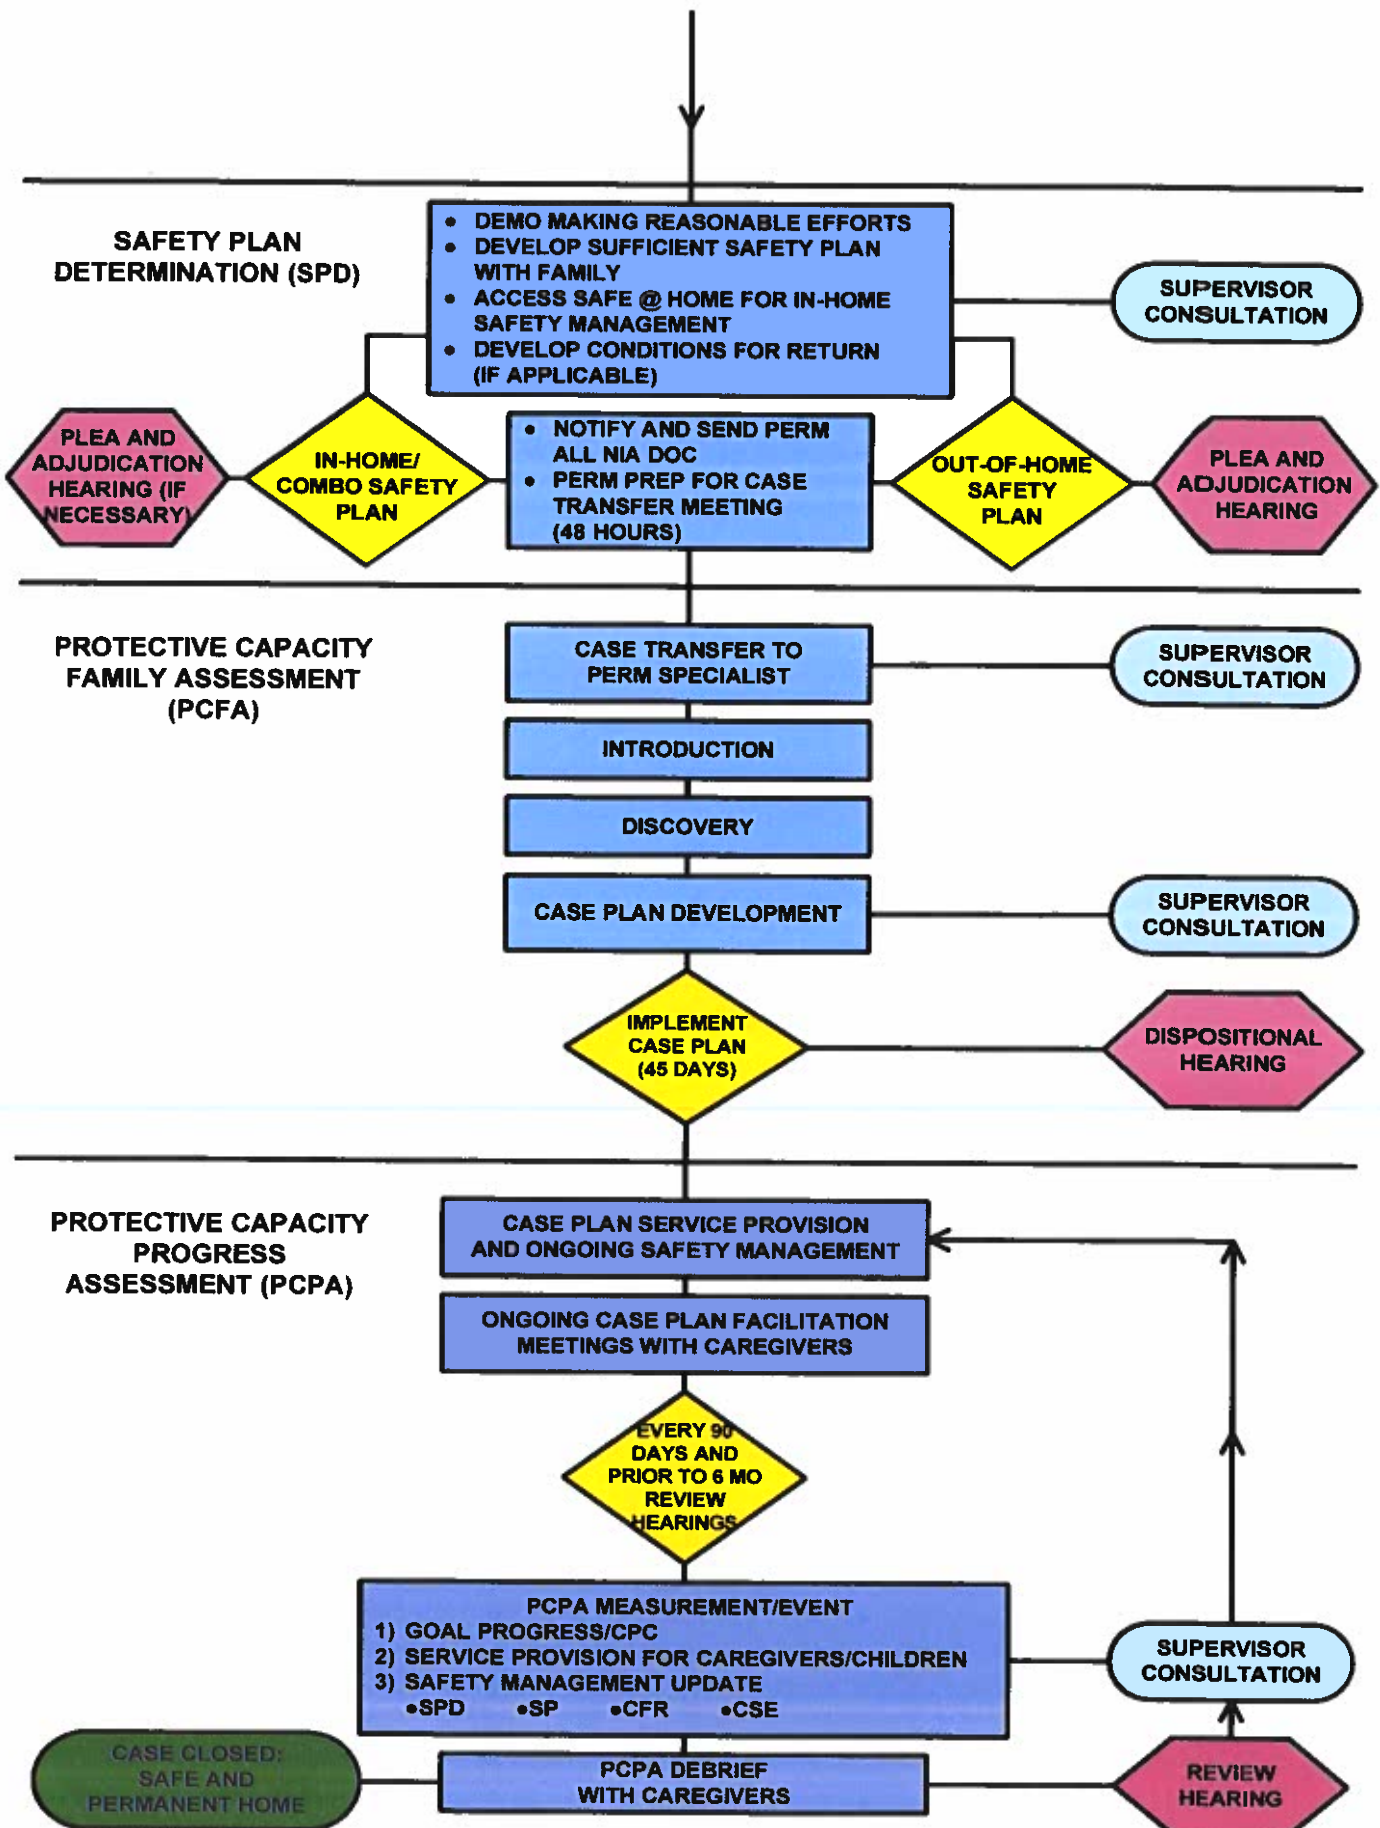 SAFETY PLAN
DETERMINATION (SPD)
• DEMO MAKING REASONABLE EFFORTS
• DEVELOP SUFFICIENT SAFETY PLAN
WITH FAMILY
• ACCESS SAFE @ HOME FOR IN-HOME
SAFETY MANAGEMENT
• DEVELOP CONDITIONS FOR RETURN
(IF APPLICABLE)
SUPERVISOR
CONSULTATION
PLEA AND
ADJUDICATION
HEARING (IF
NECESSARY)
IN-HOME/
COMBO SAFETY
PLAN
• NOTIFY AND SEND PERM
ALL NIA DOC
• PERM PREP FOR CASE
TRANSFER MEETING
(48 HOURS)
OUT-OF-HOME
SAFETY
PLAN
PLEA AND
ADJUDICATION
HEARING
PROTECTIVE CAPACITY
FAMILY ASSESSMENT
(PCFA)
CASE TRANSFER TO
PERM SPECIALIST
SUPERVISOR
CONSULTATION
INTRODUCTION
DISCOVERY
CASE PLAN DEVELOPMENT
SUPERVISOR
CONSULTATION
IMPLEMENT
CASE PLAN
(45 DAYS)
DISPOSITIONAL
HEARING
PROTECTIVE CAPACITY
PROGRESS
ASSESSMENT (PCPA)
CASE PLAN SERVICE PROVISION
AND ONGOING SAFETY MANAGEMENT
ONGOING CASE PLAN FACILITATION
MEETINGS WITH CAREGIVERS
EVERY 90
DAYS AND
PRIOR TO 6 MO
REVIEW
HEARINGS
PCPA MEASUREMENT/EVENT
1) GOAL PROGRESS/CPC
2) SERVICE PROVISION FOR CAREGIVERS/CHILDREN
3) SAFETY MANAGEMENT UPDATE
•SPD •SP •CFR •CSE
SUPERVISOR
CONSULTATION
CASE CLOSED:
SAFE AND
PERMANENT HOME
PCPA DEBRIEF
WITH CAREGIVERS
REVIEW
HEARING